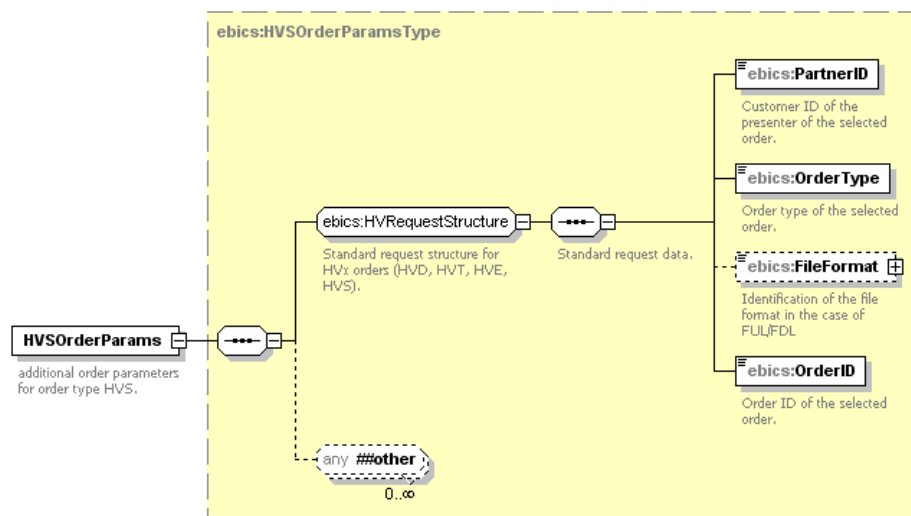 ebics:HVSOrderParamsType
ebics:PartnerID
Customer ID of the
presenter of the selected
order.
ebics:OrderType
Order type of the selected
order.
ebics:HVRequestStructure
Standard request structure for
HVx orders (HVD, HVT, HVE,
HVS).
Standard request data.
ebics:FileFormat
Identification of the file
format in the case of
FUL/FDL
HVSOrderParams
additional order parameters
for order type HVS.
ebics:OrderID
Order ID of the selected
order.
any ##other
0..∞